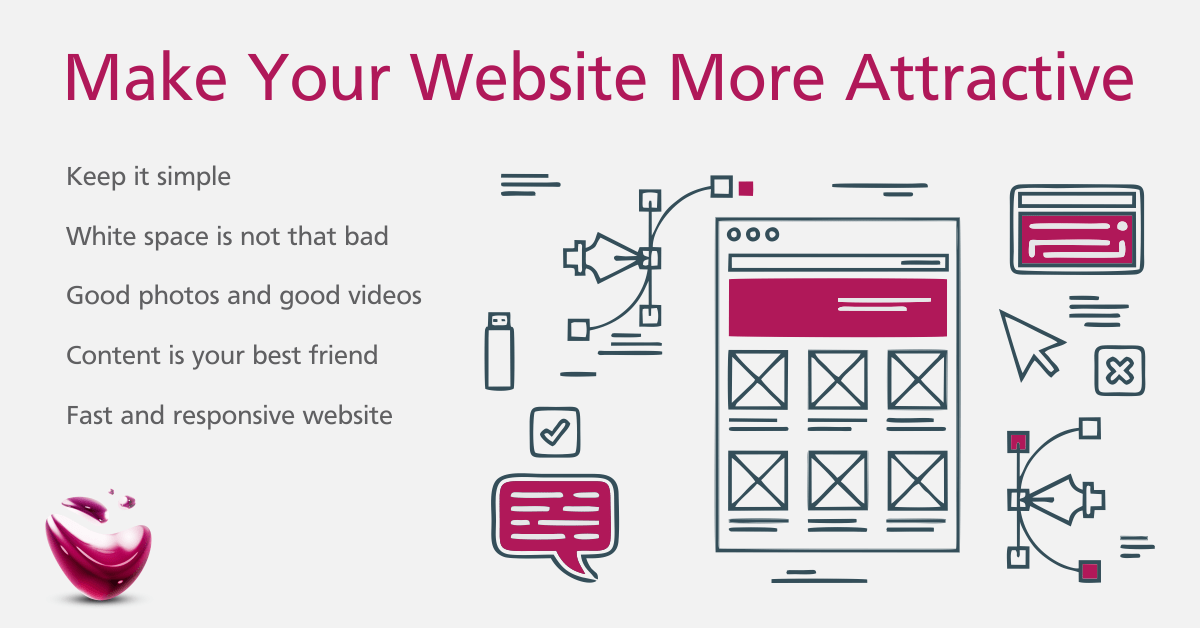 Make Your Website More Attractive
Keep it simple
White space is not that bad
Good photos and good videos
Content is your best friend
Fast and responsive website